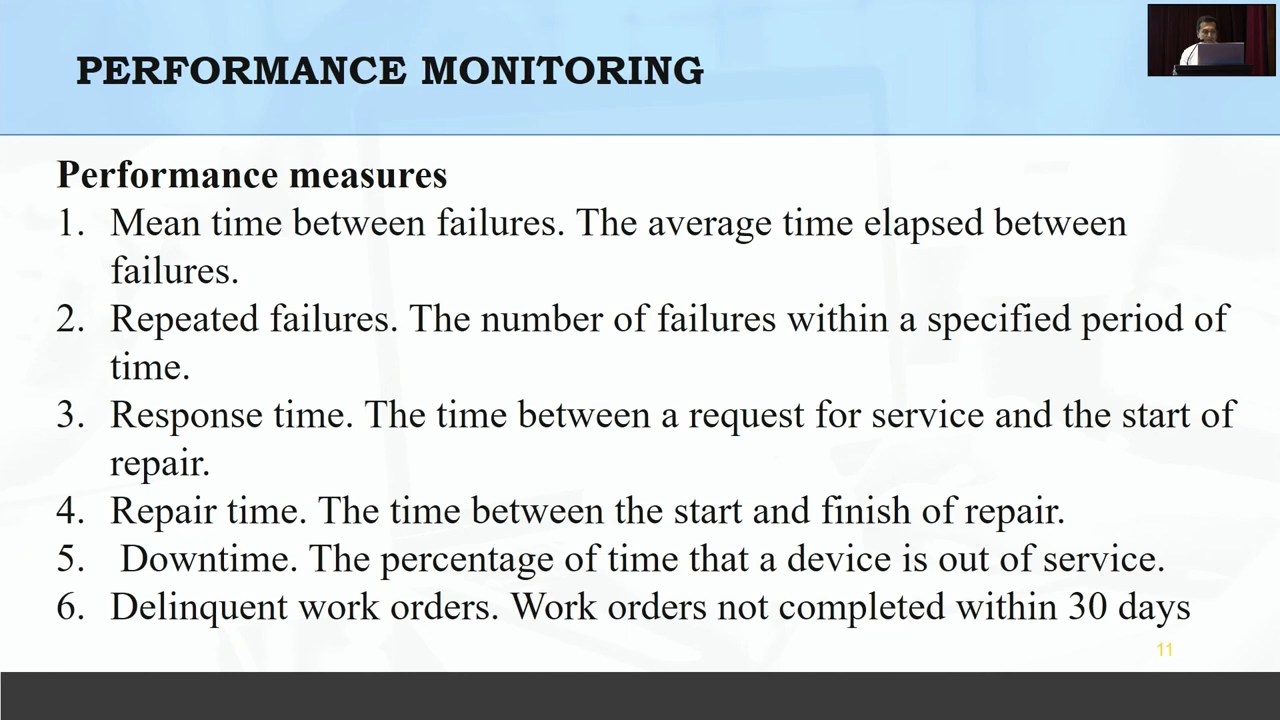 PERFORMANCE MONITORING
Performance measures
1. Mean time between failures. The average time elapsed between
failures.
2. Repeated failures. The number of failures within a specified period of
time.
3. Response time. The time between a request for service and the start of
repair.
4. Repair time. The time between the start and finish of repair.
5. Downtime. The percentage of time that a device is out of service.
6. Delinquent work orders. Work orders not completed within 30 days
11